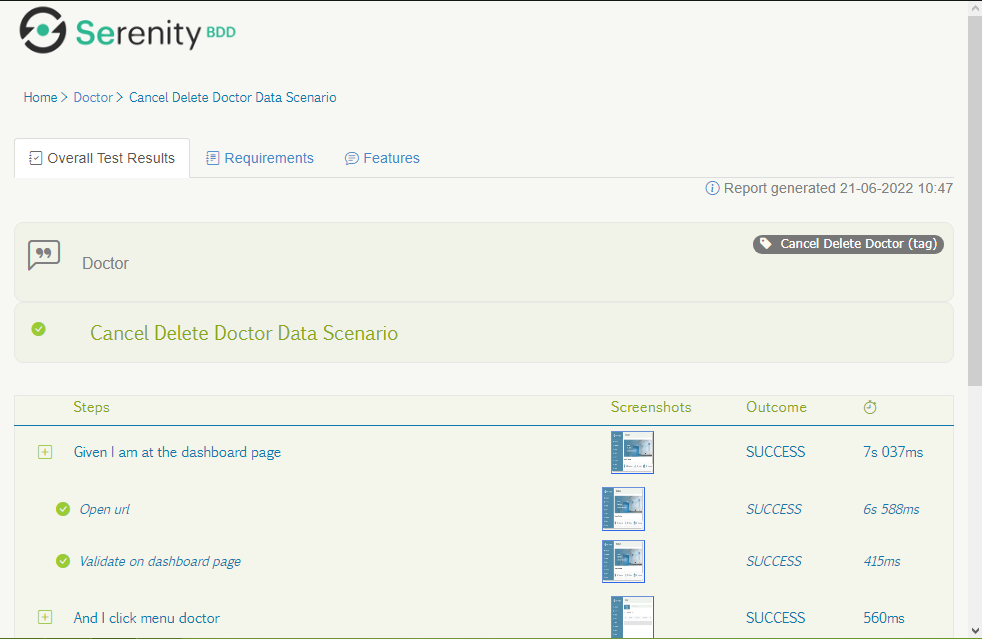 Serenity BDD
Home > Doctor > Cancel Delete Doctor Data Scenario
Overall Test Results Requirements Features
Report generated 21-06-2022 10:47
Cancel Delete Doctor (tag)
Doctor
Cancel Delete Doctor Data Scenario
Steps Screenshots Outcome
Given I am at the dashboard page SUCCESS 7s 037ms
Open url SUCCESS 6s 588ms
Validate on dashboard page SUCCESS 415ms
And I click menu doctor SUCCESS 560ms